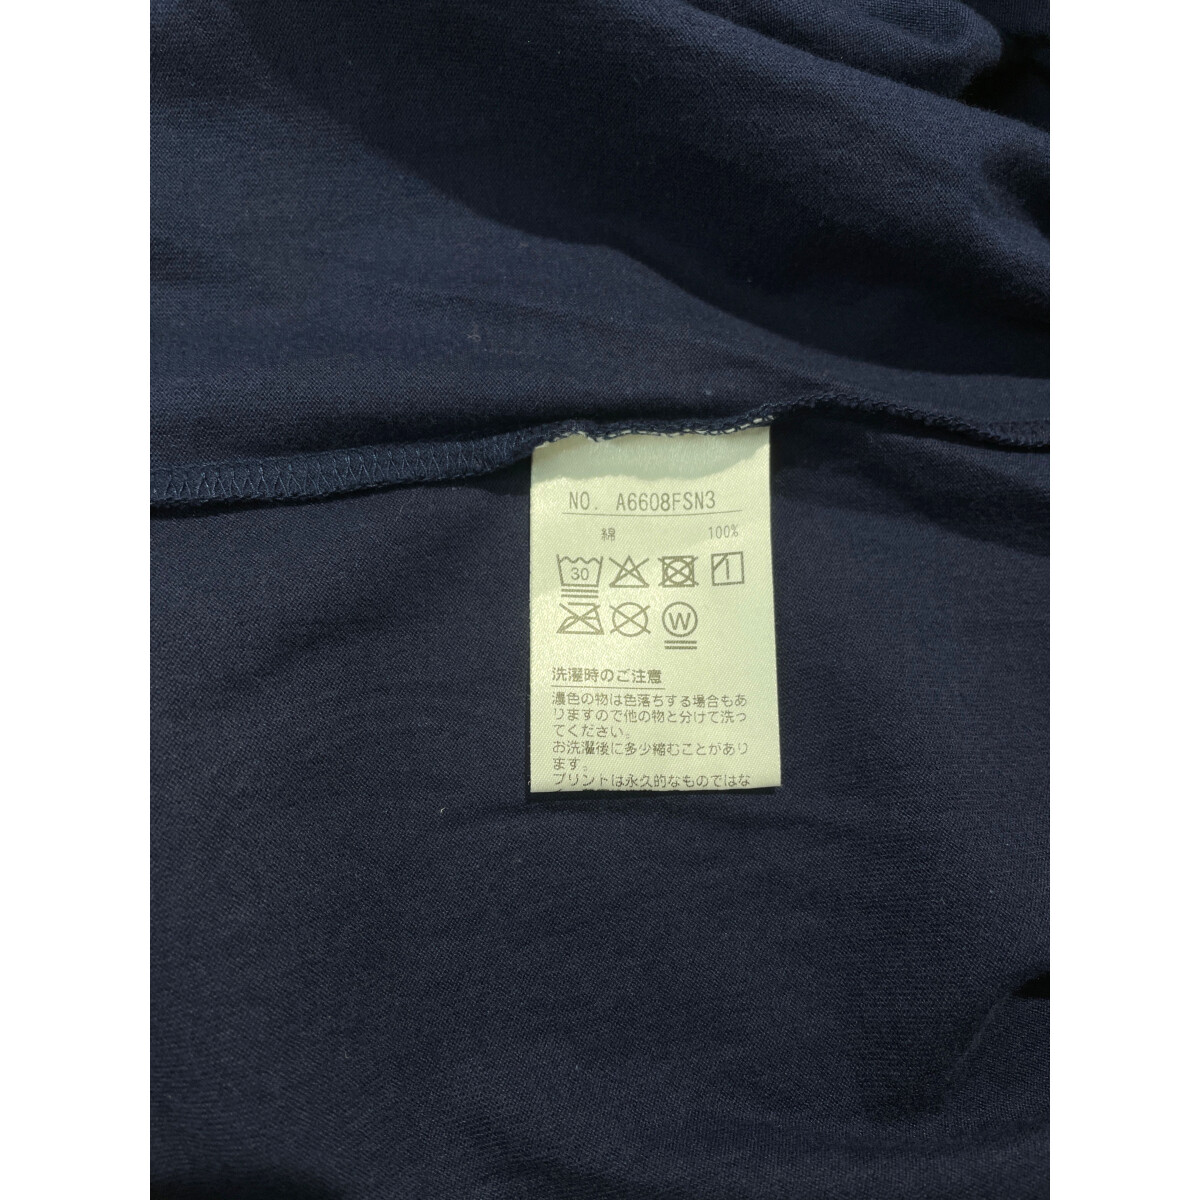 NO. A6608FSN3
綿 100%
30
W
洗濯時のご注意
濃色の物は色落ちする場合もあ
りますので他の物と分けて洗っ
てください。
お洗濯後に多少縮むことがあり
ます。
プリントは永久的なものではな